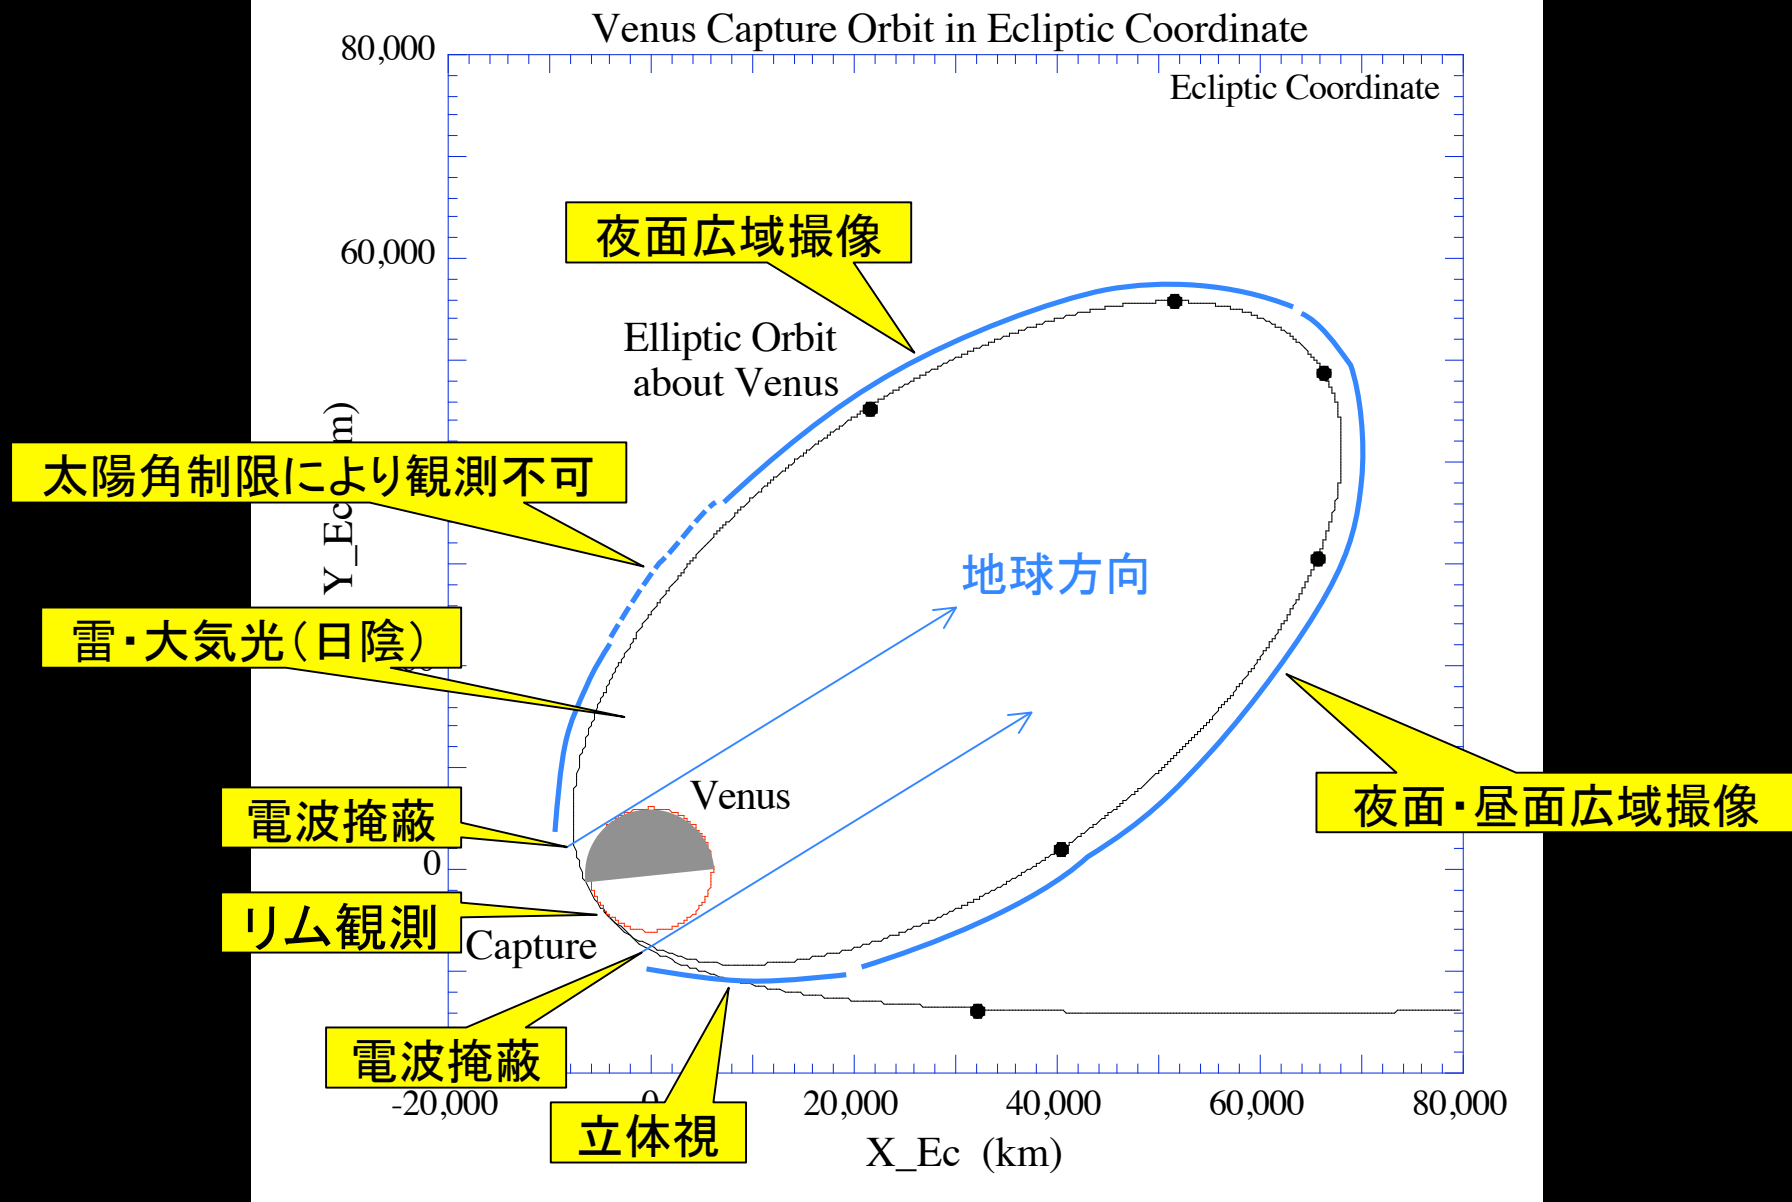 Venus Capture Orbit in Ecliptic Coordinate
80,000
Ecliptic Coordinate
夜面広域撮像
60,000
Elliptic Orbit
about Venus
太陽角制限により観測不可
Y_Ec
m)
地球方向
雷・大気光（日陰）
Venus
電波掩蔽
夜面・昼面広域撮像
0
リム観測
Capture
電波掩蔽
-20,000
0
20,000
40,000
60,000
80,000
立体視
X_Ec (km)